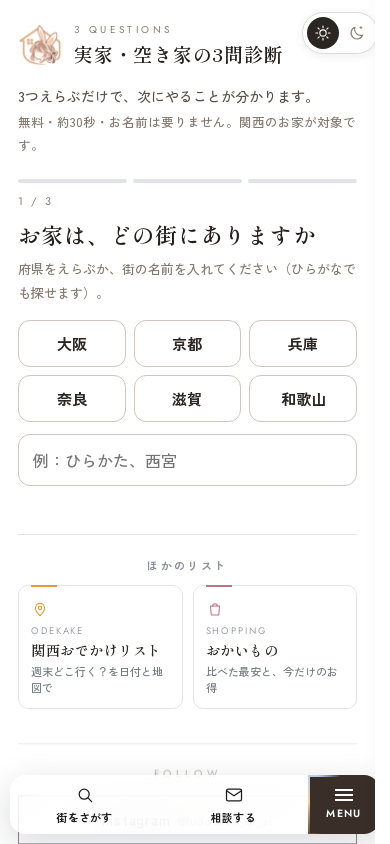 3 QUESTIONS
実家・空き家の3問診断
3つえらぶだけで、次にやることが分かります。
無料・約30秒・お名前は要りません。関西のお家が対象で
す。
1 / 3
お家は、どの街にありますか
府県をえらぶか、街の名前を入れてください（ひらがなで
も探せます）。
大阪
京都
兵庫
奈良
滋賀
和歌山
例：ひらかた、西宮
ほかのリスト
ODEKAKE
関西おでかけリスト
週末どこ行く？を日付と地
図で
SHOPPING
おかいもの
比べた最安と、今だけのお
得
FOLLOW
街をさがす
相談する
MENU